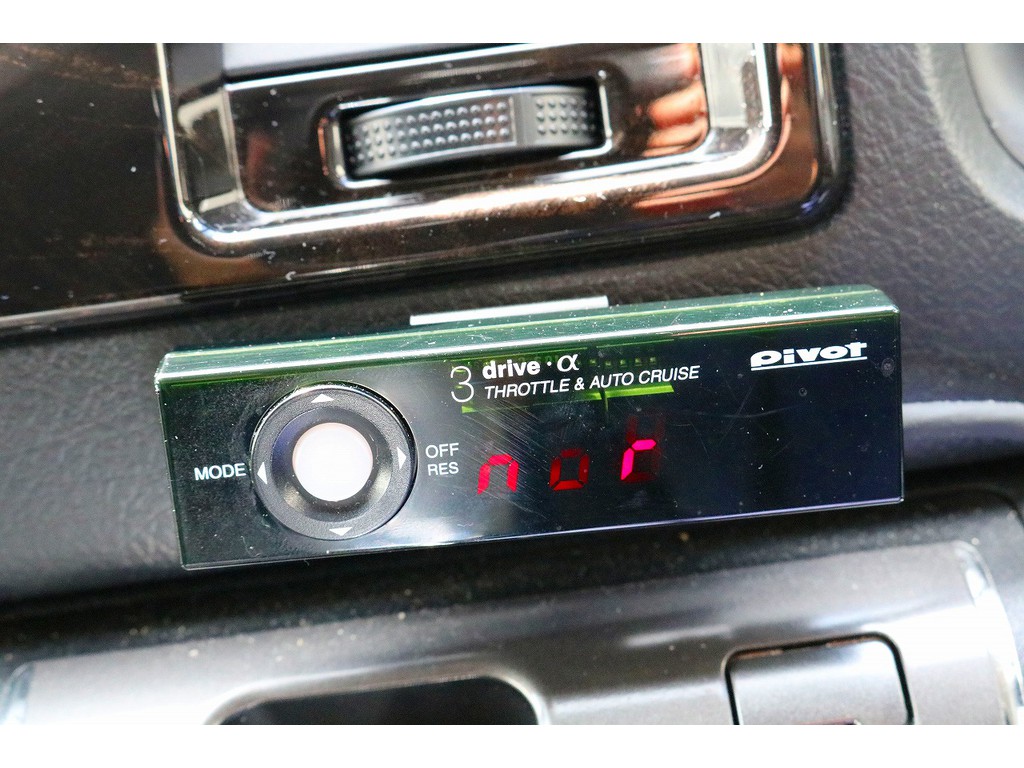 3 drive・α
THROTTLE & AUTO CRUISE
pivot
MODE
OFF
RES
nor